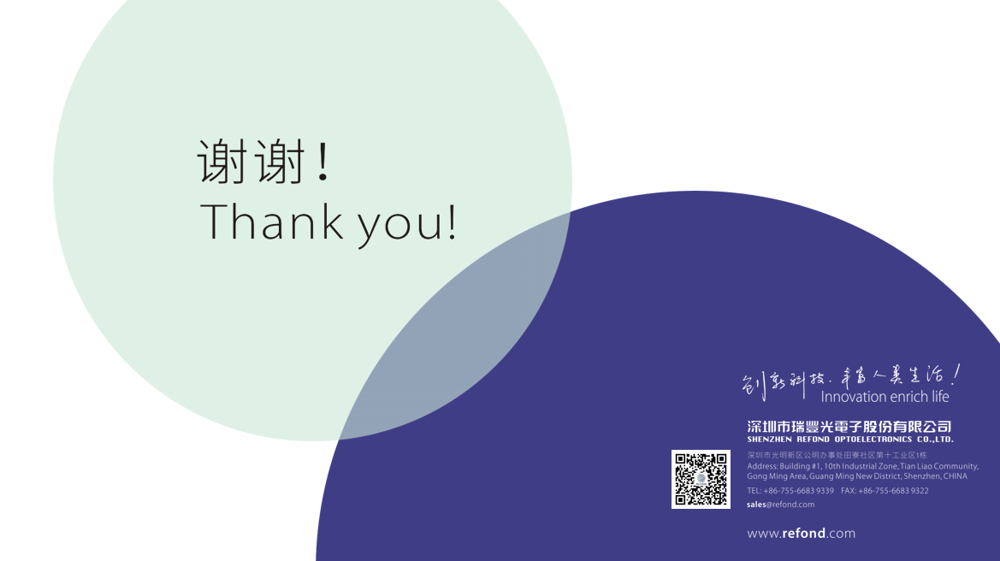 谢谢！
Thank you!
创新科技·丰富人类生活！
Innovation enrich life
深圳市瑞豐光電子股份有限公司
SHENZHEN REFOND OPTOELECTRONICS CO.,LTD.
深圳市光明新区公明办事处田寮社区第十工业区1栋
Address: Building #1, 10th Industrial Zone, Tian Liao Community,
Gong Ming Area, Guang Ming New District, Shenzhen, CHINA
TEL: +86-755-6683 9339 FAX: +86-755-6683 9322
sales@refond.com
www.refond.com